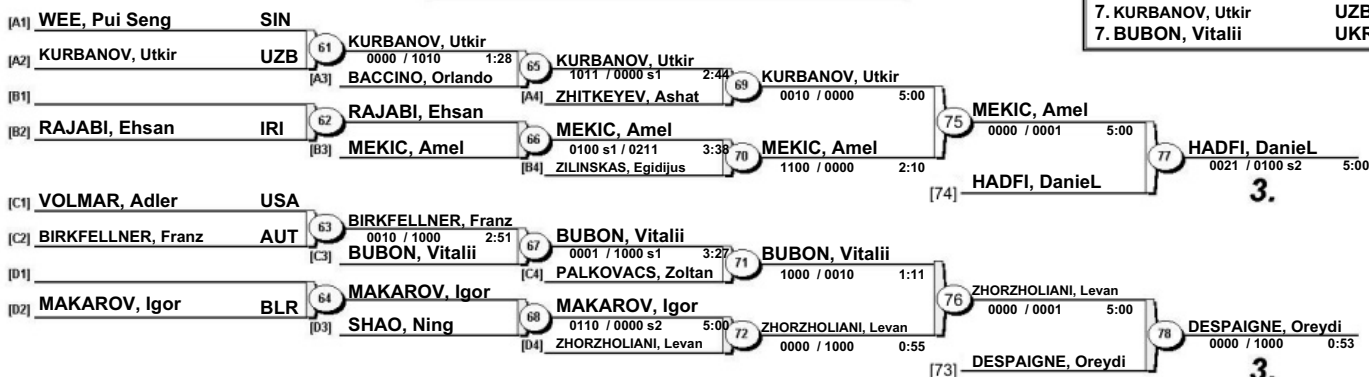 7. KURBANOV, Utkir UZB
7. BUBON, Vitalii UKR
[A1] WEE, Pui Seng SIN
[A2] KURBANOV, Utkir UZB
61
KURBANOV, Utkir
0000 / 1010 1:28
[A3] BACCINO, Orlando
65
KURBANOV, Utkir
1011 / 0000 s1 2:44
[A4] ZHITKEYEV, Ashat
69
KURBANOV, Utkir
0010 / 0000 5:00
[B1]
[B2] RAJABI, Ehsan IRI
62
RAJABI, Ehsan
[B3] MEKIC, Amel
66
MEKIC, Amel
0100 s1 / 0211 3:38
[B4] ZILINSKAS, Egidijus
70
MEKIC, Amel
1100 / 0000 2:10
75
MEKIC, Amel
0000 / 0001 5:00
[74] HADFI, DanieL
77
HADFI, DanieL
0021 / 0100 s2 5:00
3.
[C1] VOLMAR, Adler USA
[C2] BIRKFELLNER, Franz AUT
63
BIRKFELLNER, Franz
0010 / 1000 2:51
[C3] BUBON, Vitalii
67
BUBON, Vitalii
0001 / 1000 s1 3:27
[C4] PALKOVACS, Zoltan
71
BUBON, Vitalii
1000 / 0010 1:11
[D1]
[D2] MAKAROV, Igor BLR
64
MAKAROV, Igor
[D3] SHAO, Ning
68
MAKAROV, Igor
0110 / 0000 s2 5:00
[D4] ZHORZHOLIANI, Levan
72
ZHORZHOLIANI, Levan
0000 / 1000 0:55
76
ZHORZHOLIANI, Levan
0000 / 0001 5:00
[73] DESPAIGNE, Oreydi
78
DESPAIGNE, Oreydi
0000 / 1000 0:53
3.